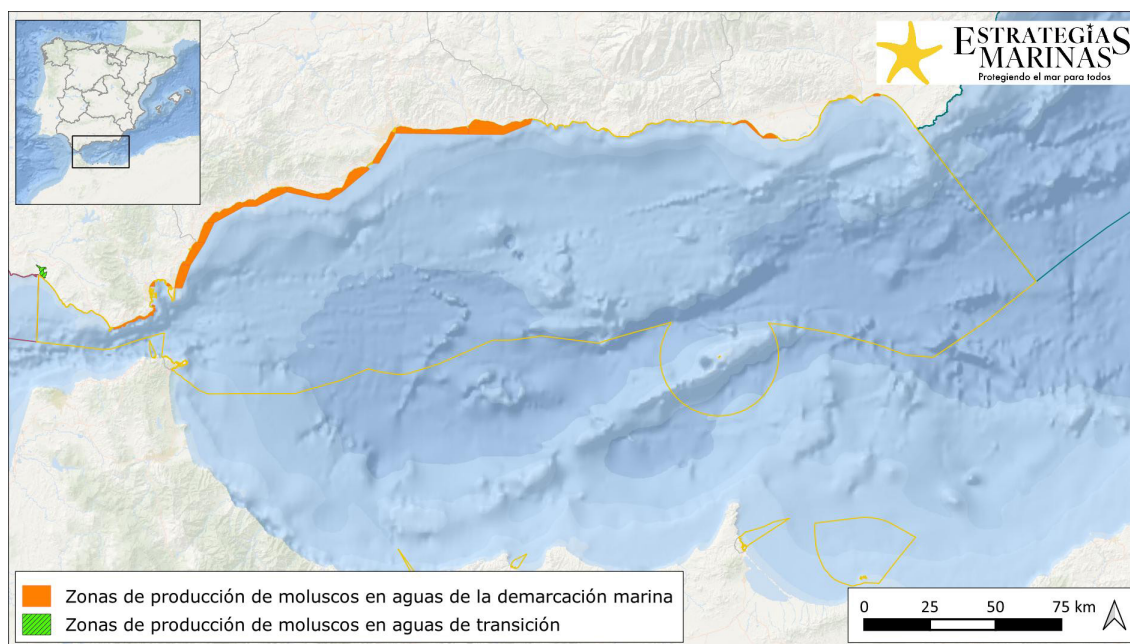 ESTRATEGIAS
MARINAS
Protegiendo el mar para todos
Zonas de producción de moluscos en aguas de la demarcación marina
Zonas de producción de moluscos en aguas de transición
0 25 50 75 km